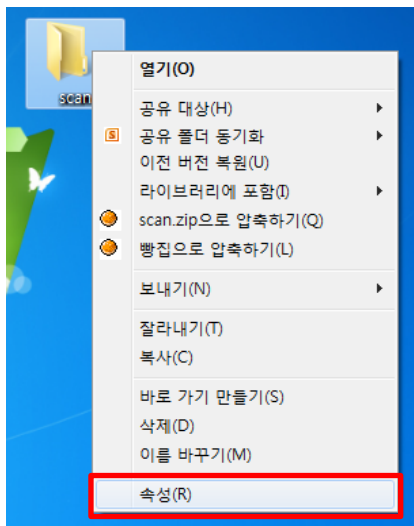 scan
열기(O)
공유 대상(H)
S
공유 폴더 동기화
이전 버전 복원(U)
라이브러리에 포함(I)
scan.zip으로 압축하기(Q)
빵집으로 압축하기(L)
보내기(N)
잘라내기(T)
복사(C)
바로 가기 만들기(S)
삭제(D)
이름 바꾸기(M)
속성(R)